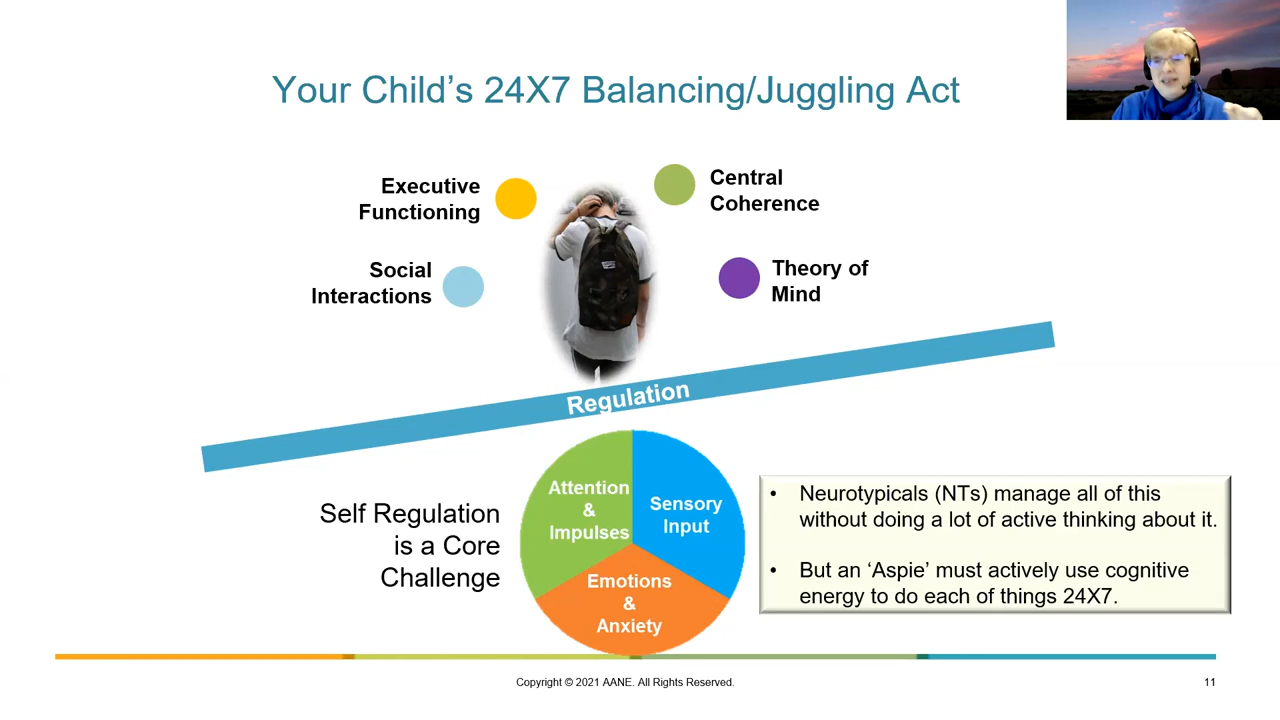 Your Child’s 24X7 Balancing/Juggling Act
Executive
Functioning
Central
Coherence
Social
Interactions
Theory of
Mind
Regulation
Self Regulation
is a Core
Challenge
Attention
&
Impulses
Sensory
Input
Emotions
&
Anxiety
• Neurotypicals (NTs) manage all of this
without doing a lot of active thinking about it.
• But an ‘Aspie’ must actively use cognitive
energy to do each of things 24X7.
Copyright © 2021 AANE. All Rights Reserved.
11